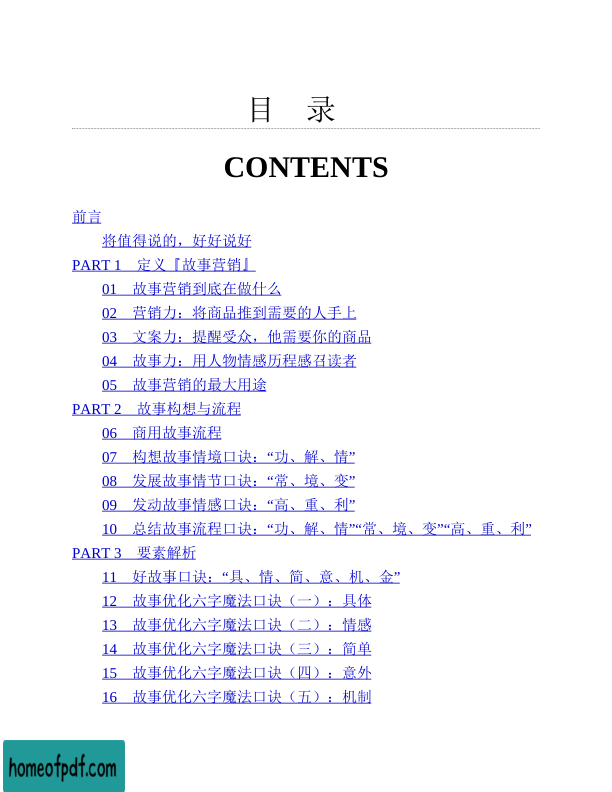 目 录
CONTENTS
前言
将值得说的，好好说好
PART 1 定义『故事营销』
01 故事营销到底在做什么
02 营销力：将商品推到需要的人手上
03 文案力：提醒受众，他需要你的商品
04 故事力：用人物情感历程感召读者
05 故事营销的最大用途
PART 2 故事构想与流程
06 商用故事流程
07 构想故事情境口诀：“功、解、情”
08 发展故事情节口诀：“常、境、变”
09 发动故事情感口诀：“高、重、利”
10 总结故事流程口诀：“功、解、情”“常、境、变”“高、重、利”
PART 3 要素解析
11 好故事口诀：“具、情、简、意、机、金”
12 故事优化六字魔法口诀（一）：具体
13 故事优化六字魔法口诀（二）：情感
14 故事优化六字魔法口诀（三）：简单
15 故事优化六字魔法口诀（四）：意外
16 故事优化六字魔法口诀（五）：机制
homeofpdf.com